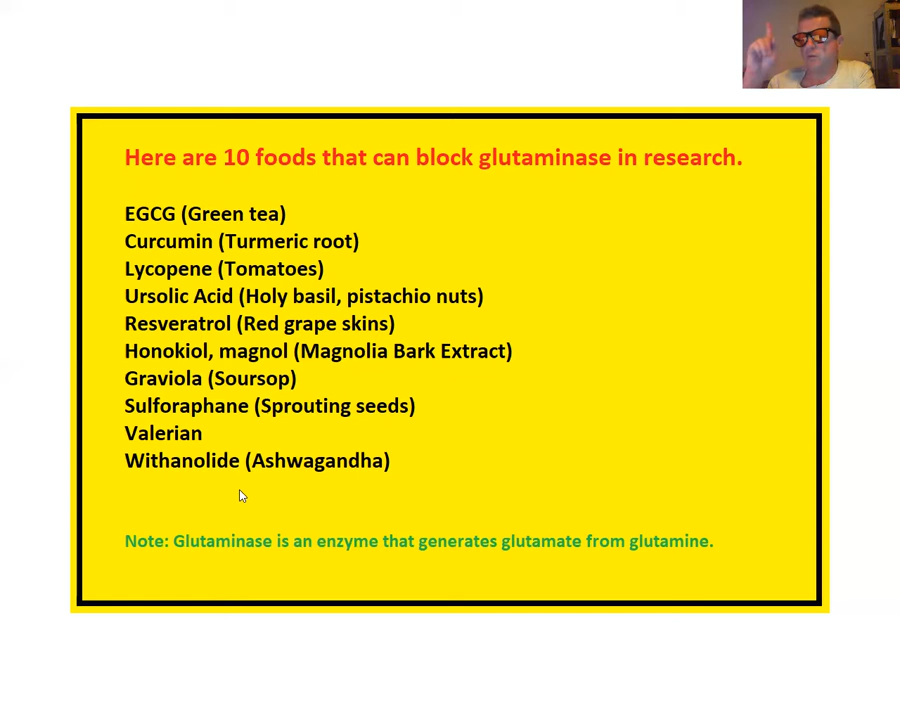 Here are 10 foods that can block glutaminase in research.
EGCG (Green tea)
Curcumin (Turmeric root)
Lycopene (Tomatoes)
Ursolic Acid (Holy basil, pistachio nuts)
Resveratrol (Red grape skins)
Honokiol, magnol (Magnolia Bark Extract)
Graviola (Soursop)
Sulforaphane (Sprouting seeds)
Valerian
Withanolide (Ashwagandha)
Note: Glutaminase is an enzyme that generates glutamate from glutamine.